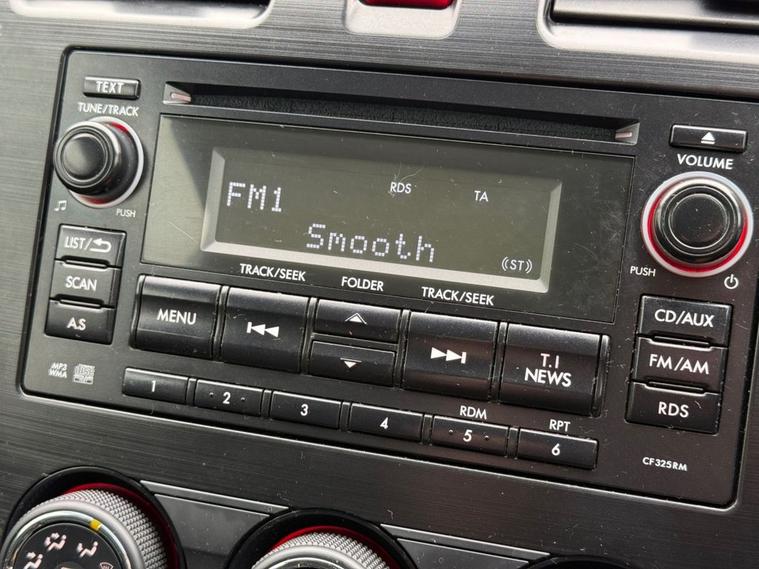 TEXT
TUNE/TRACK
PUSH
VOLUME
PUSH
RDS TA
FM1
Smooth
((ST))
LIST/
SCAN
A·S
TRACK/SEEK
FOLDER
TRACK/SEEK
MENU
T.I
NEWS
CD/AUX
FM/AM
RDS
MP3
WMA
1
2
3
4
RDM
5
RPT
6
CF325RM